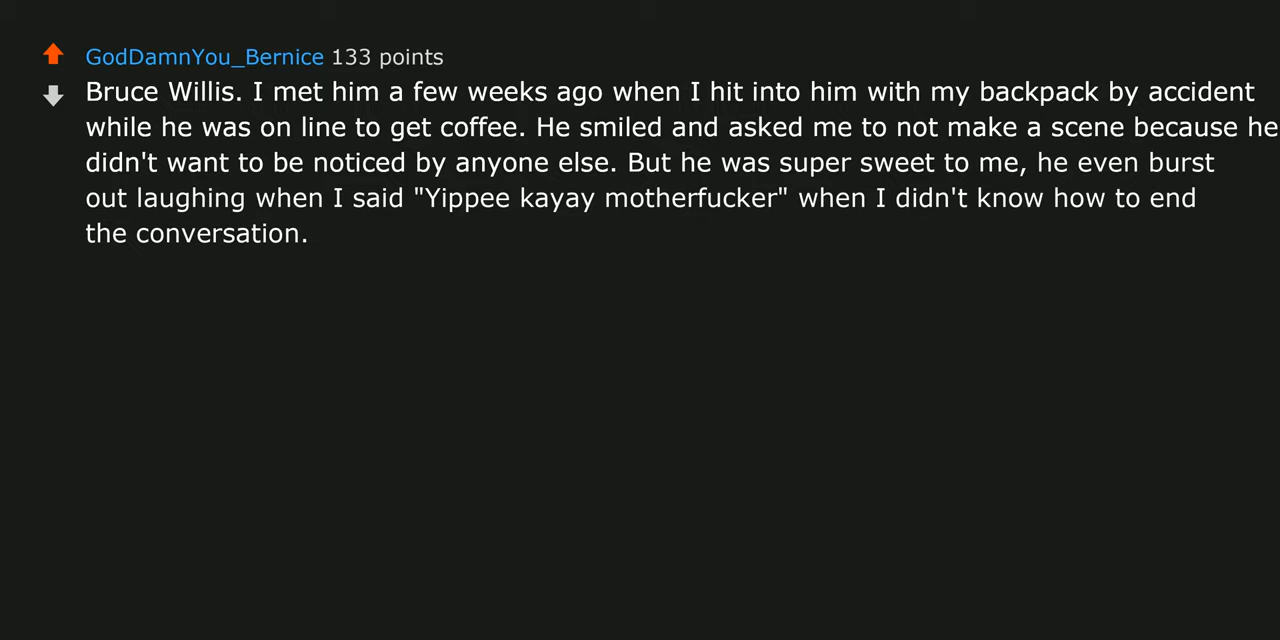 GodDamnYou_Bernice 133 points
Bruce Willis. I met him a few weeks ago when I hit into him with my backpack by accident
while he was on line to get coffee. He smiled and asked me to not make a scene because he
didn't want to be noticed by anyone else. But he was super sweet to me, he even burst
out laughing when I said "Yippee kayay motherfucker" when I didn't know how to end
the conversation.